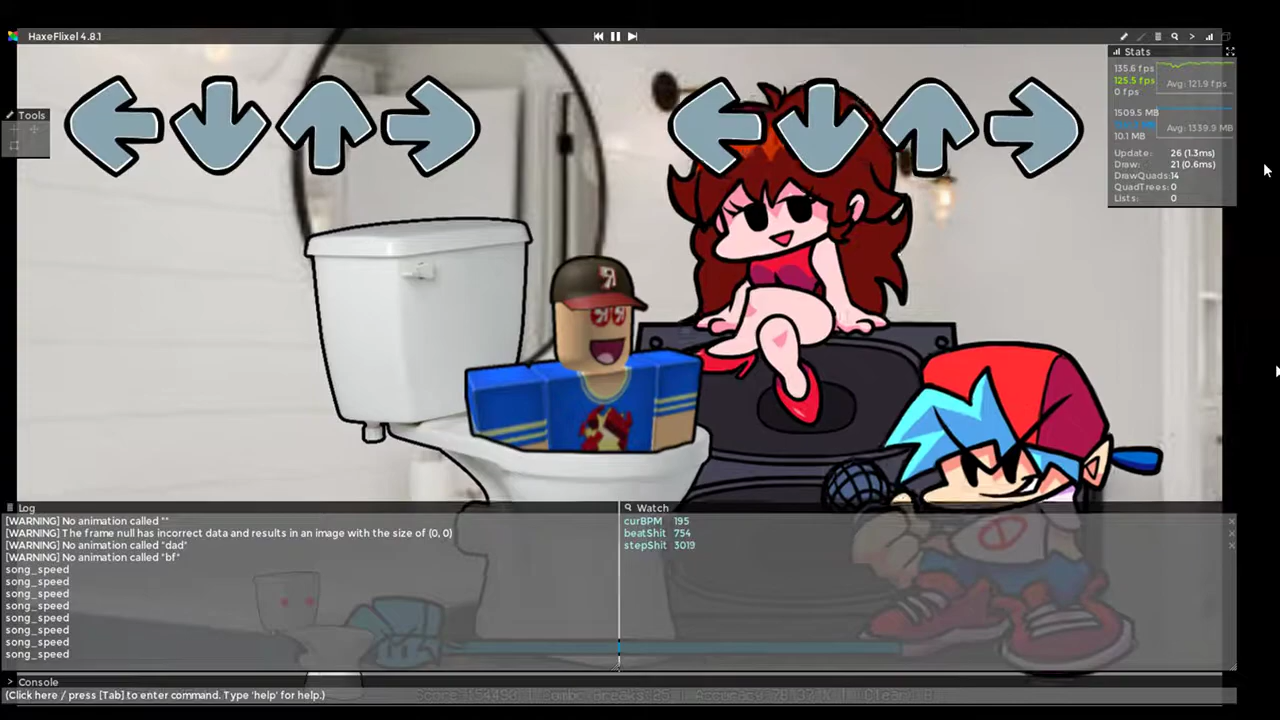 HaxeFlixel 4.8.1
Stats
135.6 fps
125.5 fps
0 fps
Avg: 121.9 fps
1509.5 MB
10.1 MB
Avg: 1339.9 MB
Update: 26 (1.3ms)
Draw: 21 (0.6ms)
DrawQuads: 14
QuadTrees: 0
Lists: 0
Tools
Log
[WARNING] No animation called ""
[WARNING] The frame null has incorrect data and results in an image with the size of (0, 0)
[WARNING] No animation called "dad"
[WARNING] No animation called "bf"
song_speed
song_speed
song_speed
song_speed
song_speed
song_speed
song_speed
song_speed
Watch
curBPM 195
beatShit 754
stepShit 3019
> Console
(Click here / press [Tab] to enter command. Type 'help' for help.)